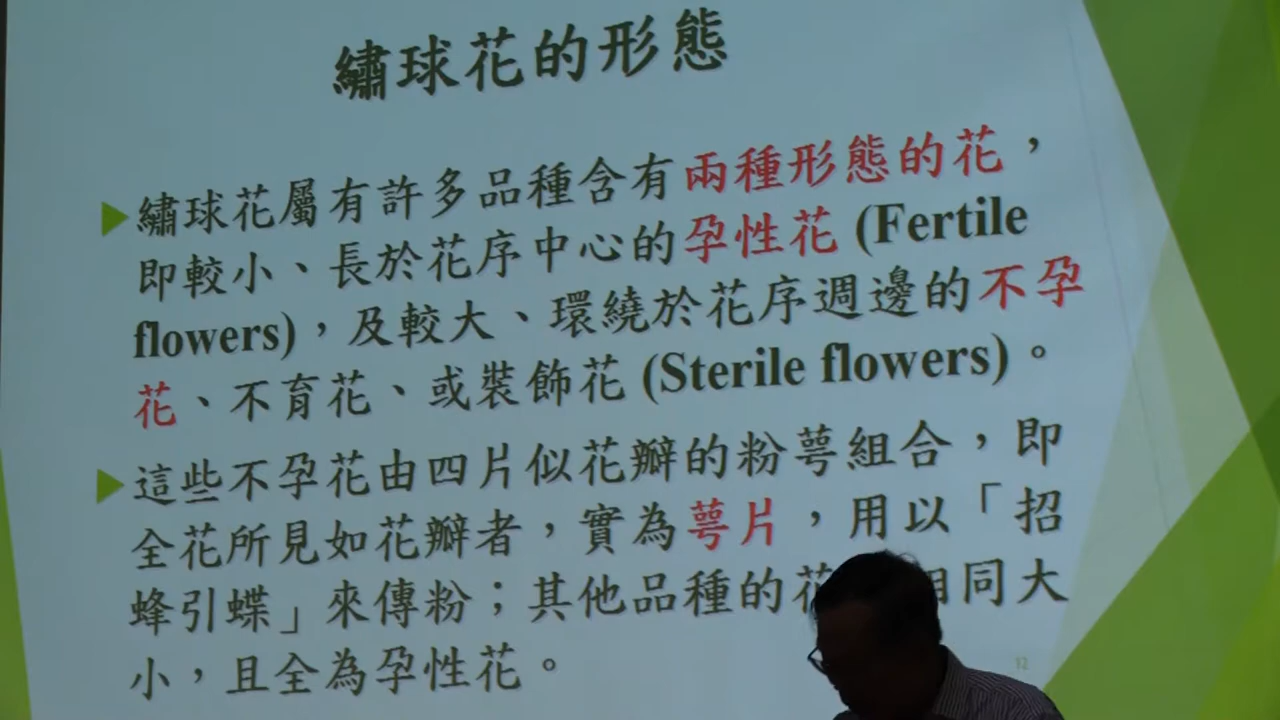 繡球花的形態
繡球花屬有許多品種含有兩種形態的花，
即較小、長於花序中心的孕性花 (Fertile
flowers)，及較大、環繞於花序週邊的不孕
花、不育花、或裝飾花 (Sterile flowers)。
這些不孕花由四片似花瓣的粉萼組合，即
全花所見如花瓣者，實為萼片，用以「招
蜂引蝶」來傳粉；其他品種的花相同大
小，且全為孕性花。
12